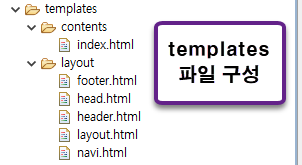 templates
contents
index.html
layout
footer.html
head.html
header.html
layout.html
navi.html
templates
파일 구성